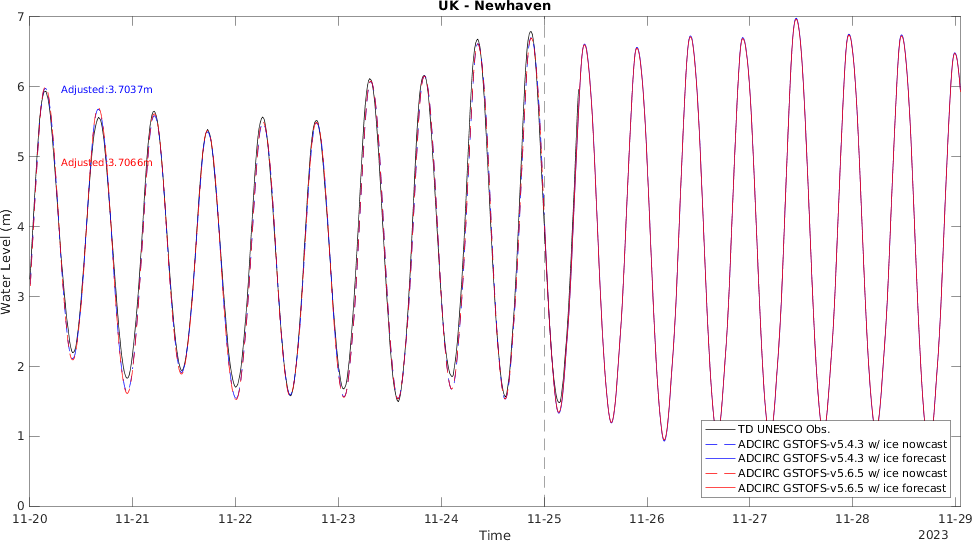 UK - Newhaven
7
6
5
4
3
2
1
0
Water Level (m)
Adjusted:3.7037m
Adjusted:3.7066m
TD UNESCO Obs.
ADCIRC GSTOFS-v5.4.3 w/ ice nowcast
ADCIRC GSTOFS-v5.4.3 w/ ice forecast
ADCIRC GSTOFS-v5.6.5 w/ ice nowcast
ADCIRC GSTOFS-v5.6.5 w/ ice forecast
11-20 11-21 11-22 11-23 11-24 11-25 11-26 11-27 11-28 11-29
Time
2023